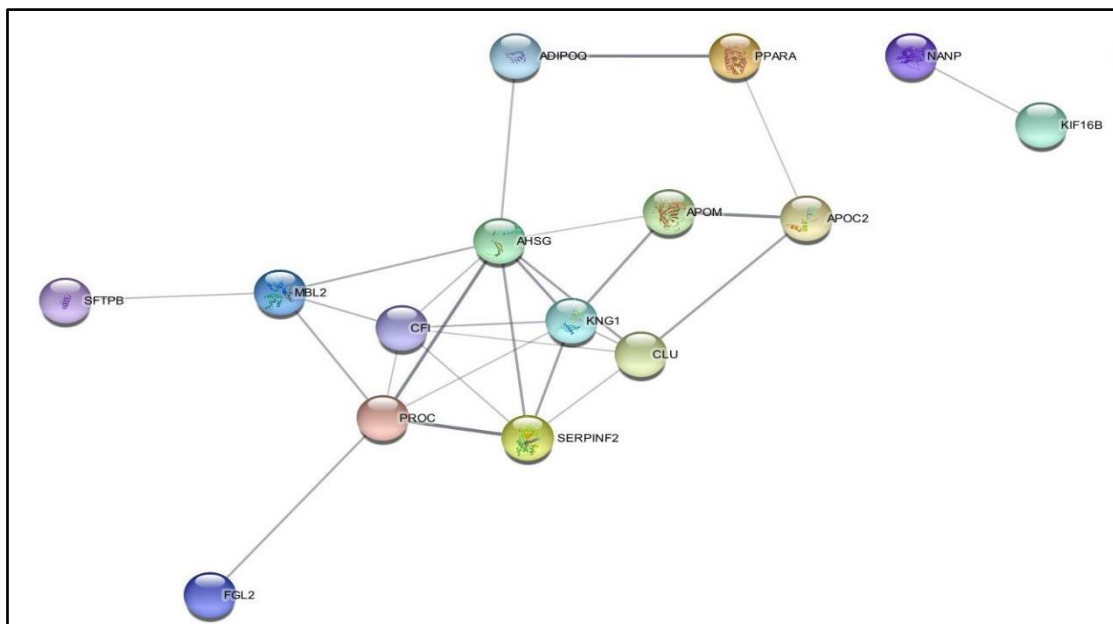 ADIPOQ
PPARA
NANP
KIF16B
APOM
APOC2
AHSG
SFTPB
MBL2
CFI
KNG1
CLU
PROC
SERPINF2
FGL2